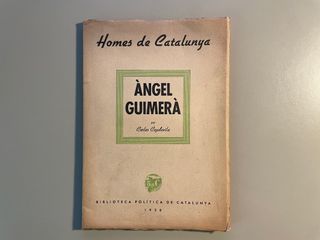 Homes de Catalunya
ÀNGEL
GUIMERÀ
per
Carles Capdevila
BIBLIOTECA POLÍTICA DE CATALUNYA
1938